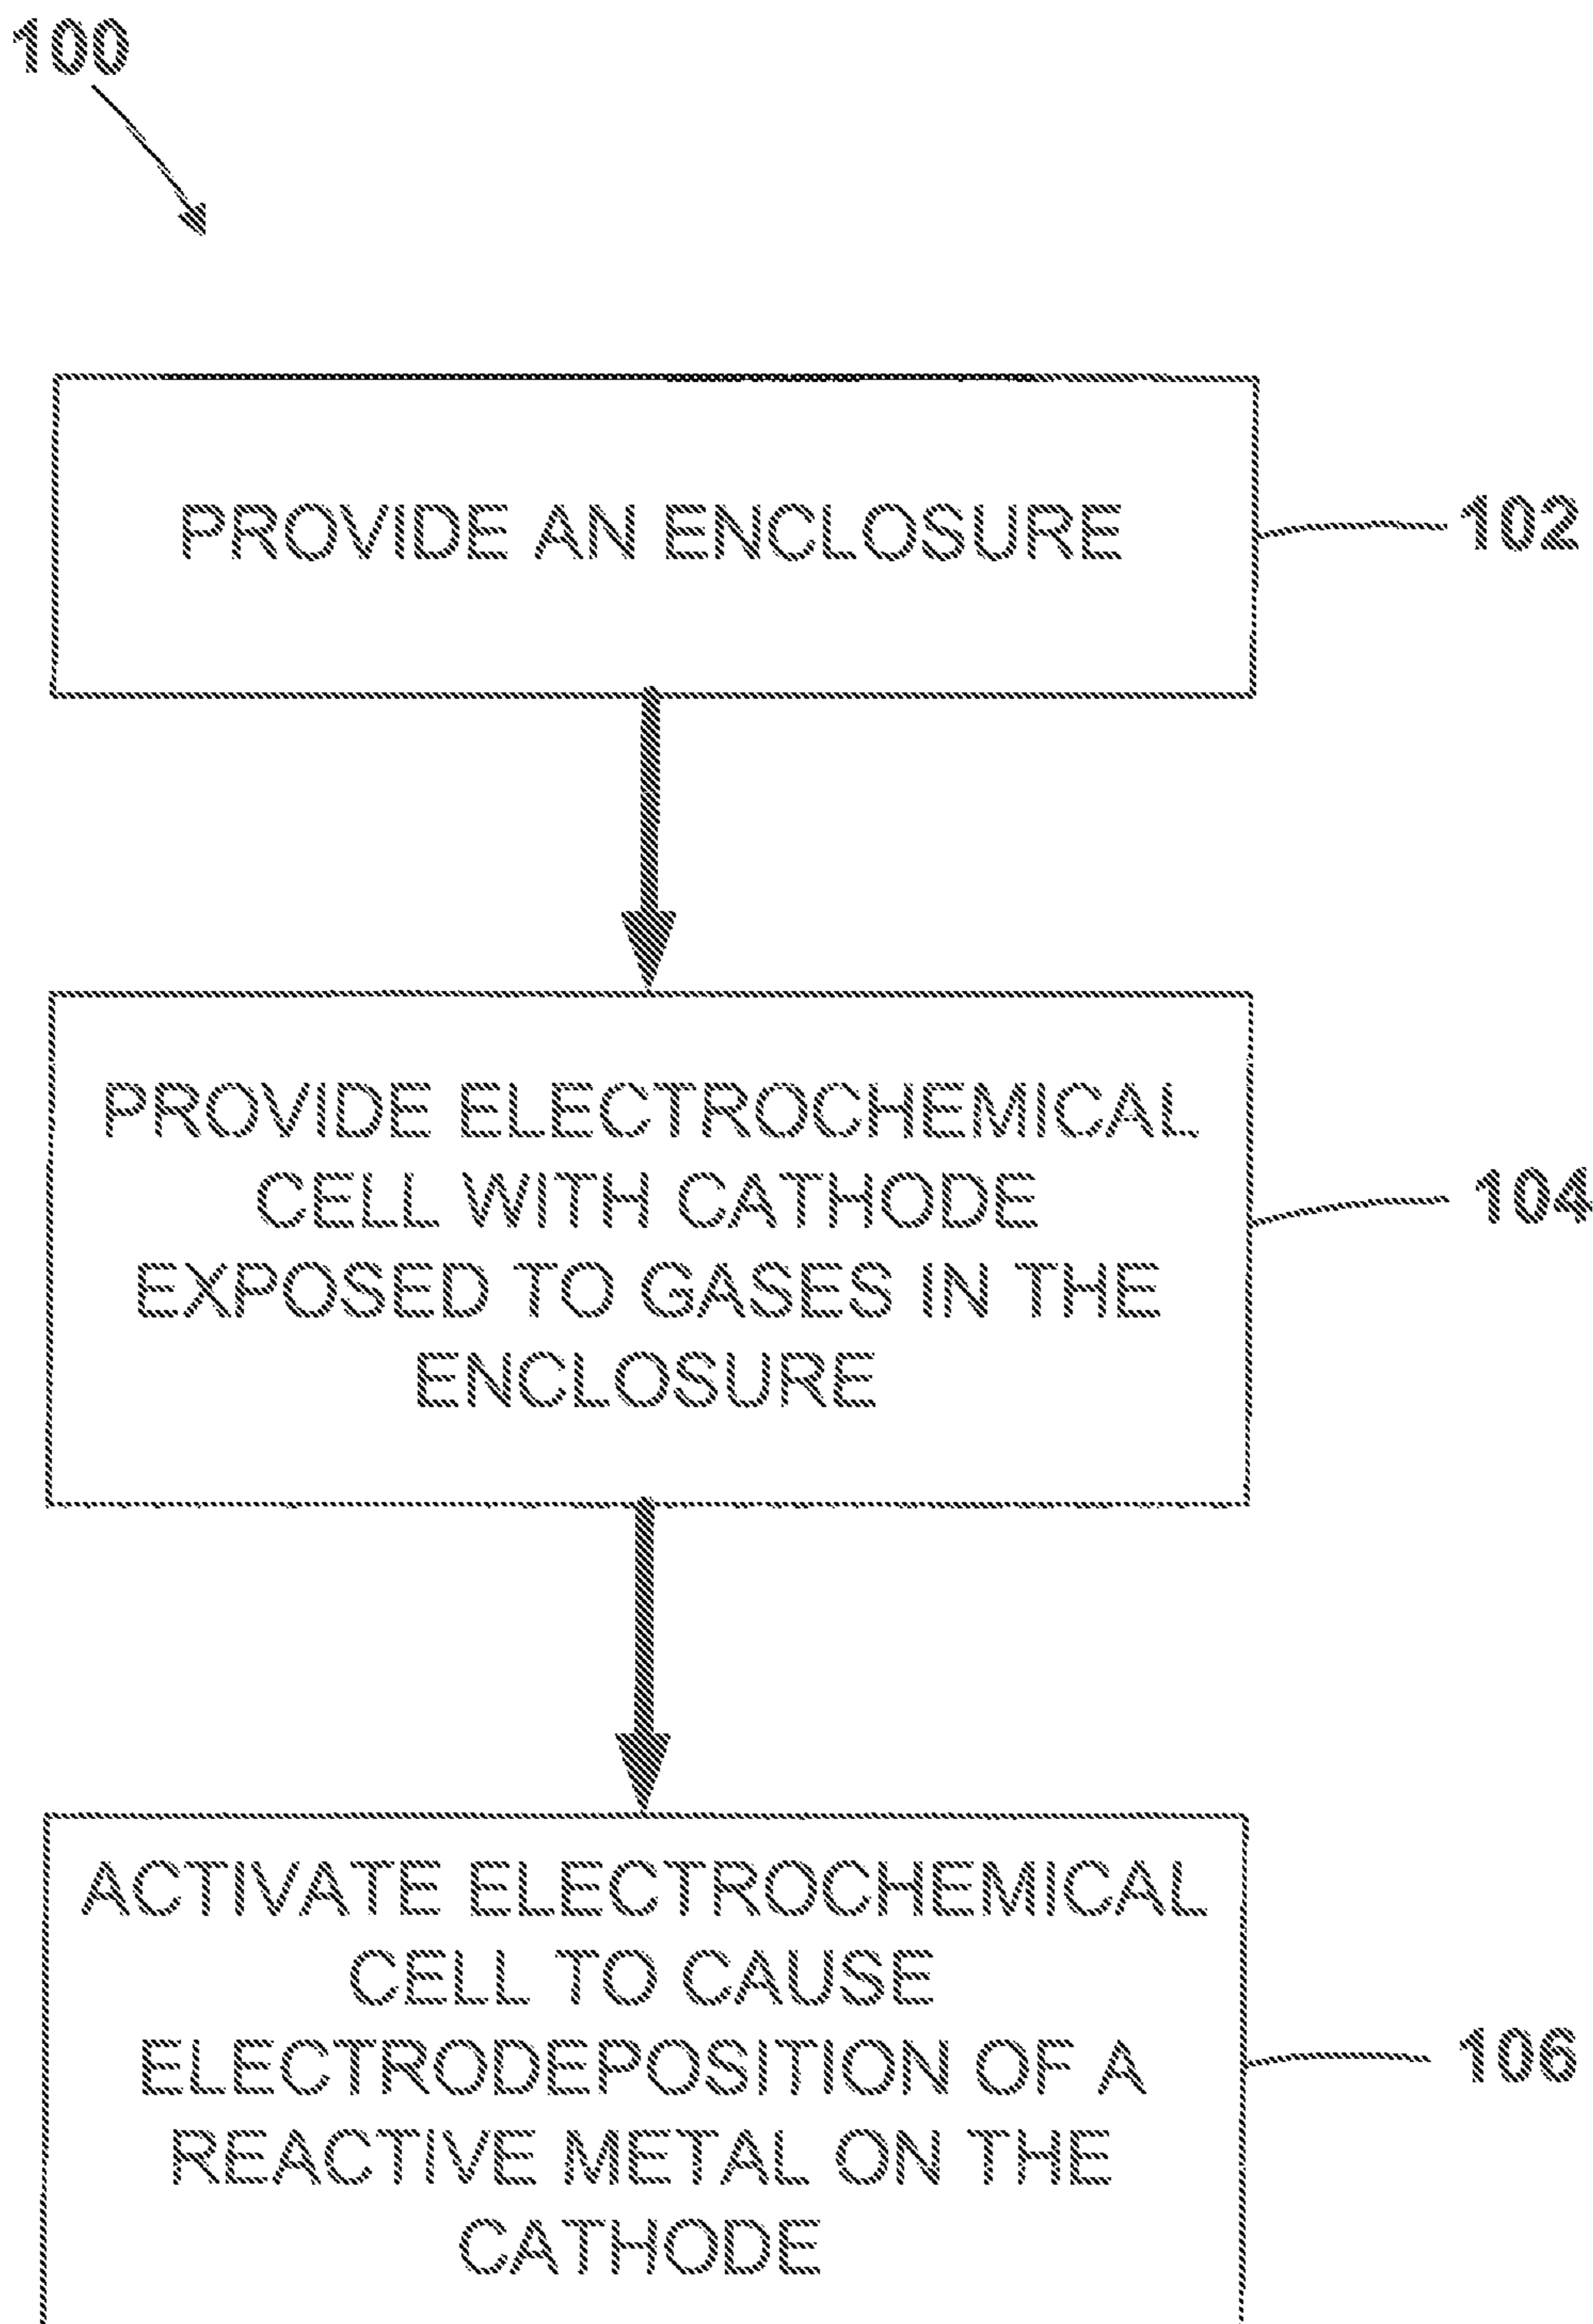 100
PROVIDE AN ENCLOSURE
102
PROVIDE ELECTROCHEMICAL
CELL WITH CATHODE
EXPOSED TO GASES IN THE
ENCLOSURE
104
ACTIVATE ELECTROCHEMICAL
CELL TO CAUSE
ELECTRODEPOSITION OF A
REACTIVE METAL ON THE
CATHODE
106